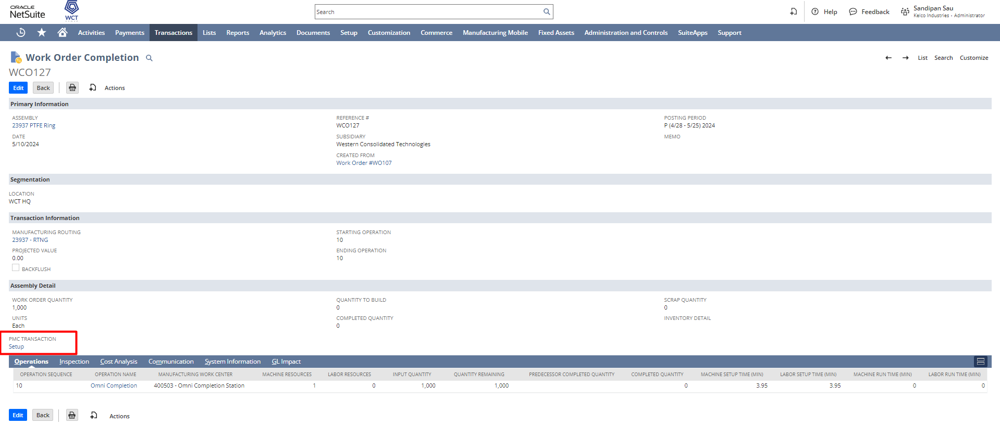 ORACLE
NetSuite
WCT
Search
Help
Feedback
Sandipan Sau
Kelco Industries - Administrator
Activities Payments Transactions Lists Reports Analytics Documents Setup Customization Commerce Manufacturing Mobile Fixed Assets Administration and Controls SuiteApps Support
Work Order Completion
List Search Customize
WCO127
Edit Back Actions
Primary Information
ASSEMBLY
23937 PTFE Ring
DATE
5/10/2024
REFERENCE #
WCO127
SUBSIDIARY
Western Consolidated Technologies
CREATED FROM
Work Order #WO107
POSTING PERIOD
P (4/28 - 5/25) 2024
MEMO
Segmentation
LOCATION
WCT HQ
Transaction Information
MANUFACTURING ROUTING
23937 - RTNG
PROJECTED VALUE
0.00
BACKFLUSH
STARTING OPERATION
10
ENDING OPERATION
10
Assembly Detail
WORK ORDER QUANTITY
1,000
UNITS
Each
QUANTITY TO BUILD
0
COMPLETED QUANTITY
0
SCRAP QUANTITY
0
INVENTORY DETAIL
PMC TRANSACTION
Setup
Operations Inspection Cost Analysis Communication System Information GL Impact
OPERATION SEQUENCE OPERATION NAME MANUFACTURING WORK CENTER MACHINE RESOURCES LABOR RESOURCES INPUT QUANTITY QUANTITY REMAINING PREDECESSOR COMPLETED QUANTITY COMPLETED QUANTITY MACHINE SETUP TIME (MIN) LABOR SETUP TIME (MIN) MACHINE RUN TIME (MIN) LABOR RUN TIME (MIN)
10 Omni Completion 400503 - Omni Completion Station 1 0 1,000 1,000 0 3.95 3.95 0 0
Edit Back Actions